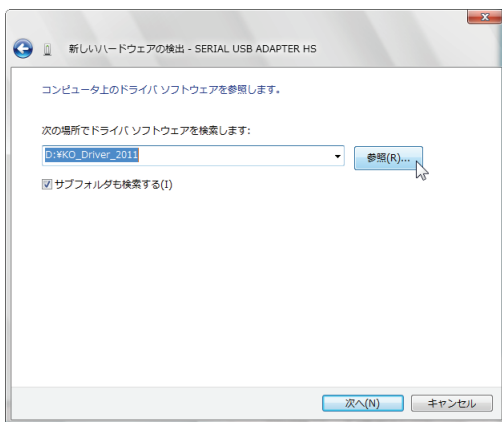 新しいハードウェアの検出 - SERIAL USB ADAPTER HS
コンピュータ上のドライバ ソフトウェアを参照します。
次の場所でドライバ ソフトウェアを検索します:
D:¥KO_Driver_2011
参照(R)...
サブフォルダも検索する(I)
次へ(N)
キャンセル